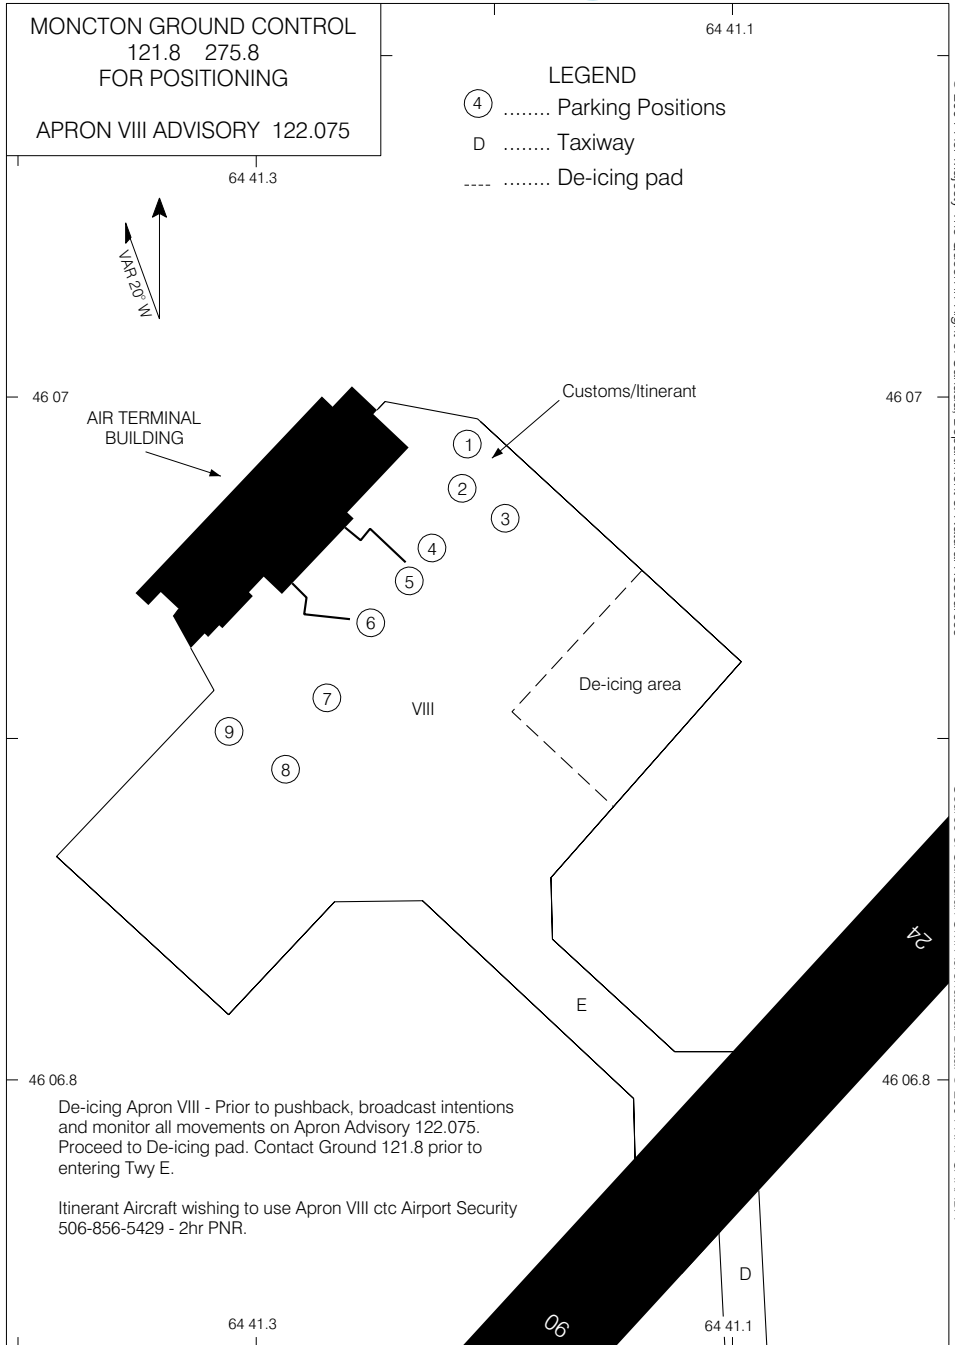 MONCTON GROUND CONTROL
121.8 275.8
FOR POSITIONING
APRON VIII ADVISORY 122.075
64 41.1
LEGEND
4 ........ Parking Positions
D ........ Taxiway
---- ........ De-icing pad
64 41.3
VAR 20° W
46 07
46 07
Customs/Itinerant
AIR TERMINAL
BUILDING
1
2
3
4
5
6
7
8
9
VIII
De-icing area
24
E
46 06.8
46 06.8
De-icing Apron VIII - Prior to pushback, broadcast intentions
and monitor all movements on Apron Advisory 122.075.
Proceed to De-icing pad. Contact Ground 121.8 prior to
entering Twy E.
Itinerant Aircraft wishing to use Apron VIII ctc Airport Security
506-856-5429 - 2hr PNR.
D
06
64 41.3
64 41.1